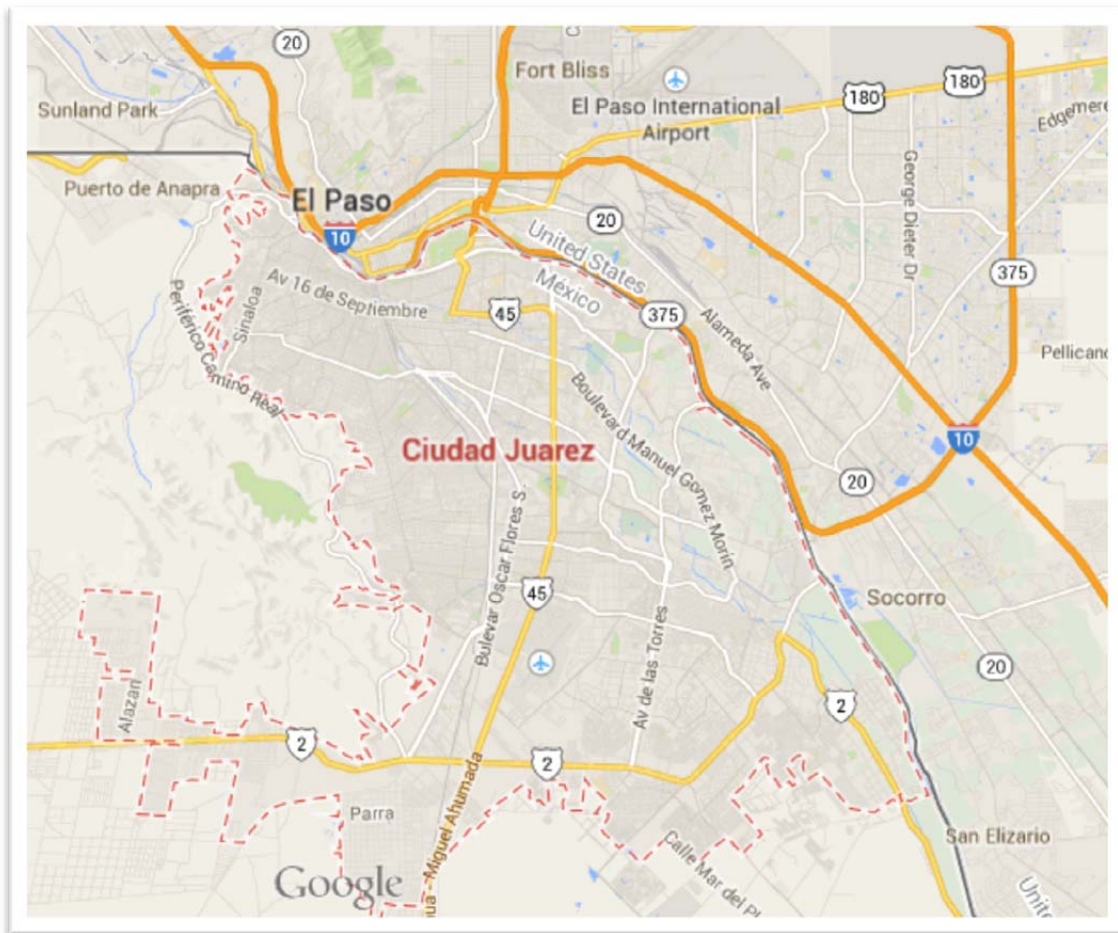 20
Fort Bliss
180
180
Sunland Park
El Paso International
Airport
Edgemere
Puerto de Anapra
George Dieter Dr
El Paso
10
20
United States
México
375
Av 16 de Septiembre
Sinaloa
Periférico Camino Real
45
375
Alameda Ave
Pellicano
Ciudad Juarez
Boulevard Manuel Gomez Morin
10
20
Bulevar Oscar Flores S.
45
Socorro
Av de las Torres
20
Alazan
2
2
2
Parra
Miguel Ahumada
San Elizario
Calle Mar del
Google